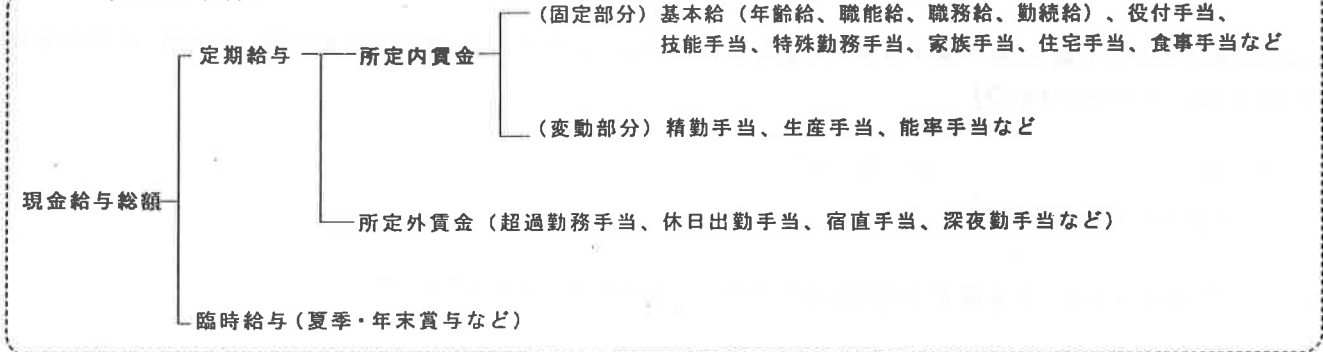 (固定部分) 基本給（年齢給、職能給、職務給、勤続給）、役付手当、
技能手当、特殊勤務手当、家族手当、住宅手当、食事手当など
定期給与
所定内賃金
(変動部分) 精勤手当、生産手当、能率手当など
現金給与総額
所定外賃金（超過勤務手当、休日出勤手当、宿直手当、深夜勤手当など）
臨時給与（夏季・年末賞与など）